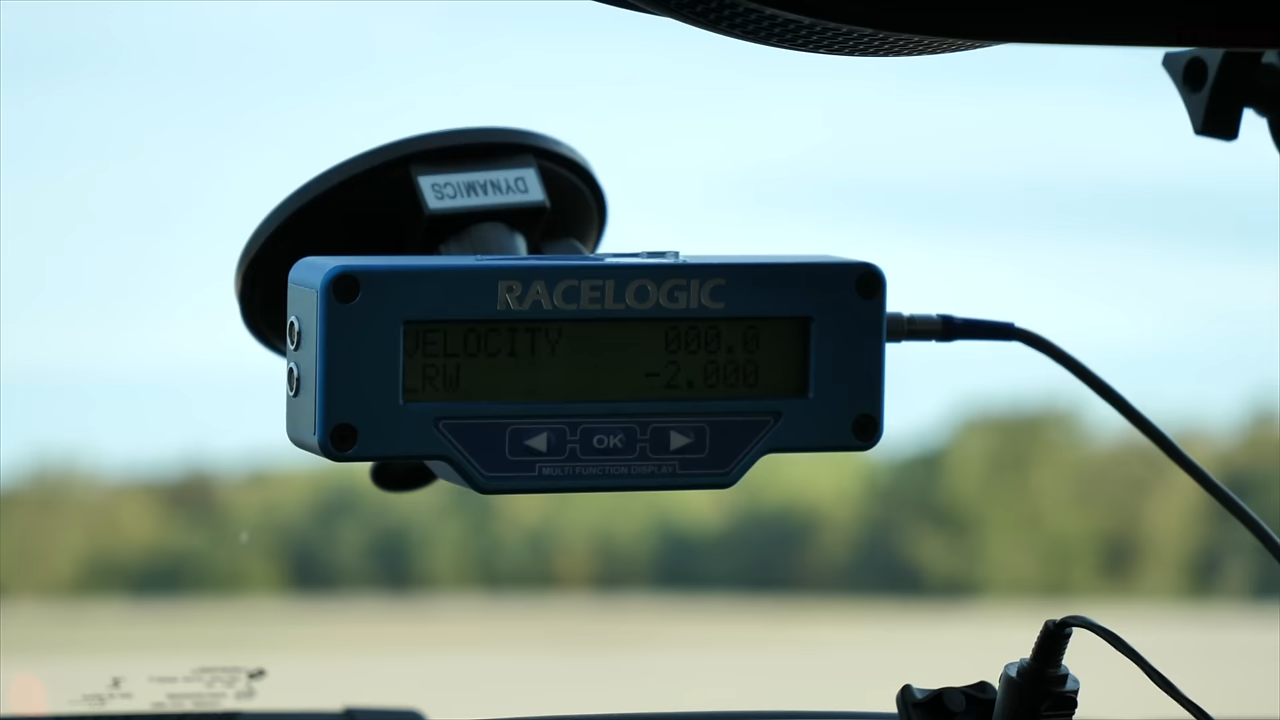 DYNAMICS
RACELOGIC
VELOCITY 000.0
LRW -2.000
OK
MULTI FUNCTION DISPLAY